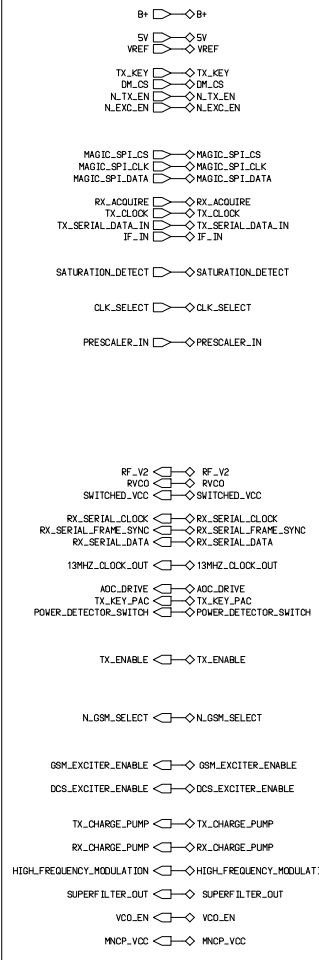 B+ B+
5V 5V
VREF VREF
TX_KEY TX_KEY
DM_CS DM_CS
N_TX_EN N_TX_EN
N_EXC_EN N_EXC_EN
MAGIC_SPI_CS MAGIC_SPI_CS
MAGIC_SPI_CLK MAGIC_SPI_CLK
MAGIC_SPI_DATA MAGIC_SPI_DATA
RX_ACQUIRE RX_ACQUIRE
TX_CLOCK TX_CLOCK
TX_SERIAL_DATA_IN TX_SERIAL_DATA_IN
IF_IN IF_IN
SATURATION_DETECT SATURATION_DETECT
CLK_SELECT CLK_SELECT
PRESCALER_IN PRESCALER_IN
RF_V2 RF_V2
RVCO RVCO
SWITCHED_VCC SWITCHED_VCC
RX_SERIAL_CLOCK RX_SERIAL_CLOCK
RX_SERIAL_FRAME_SYNC RX_SERIAL_FRAME_SYNC
RX_SERIAL_DATA RX_SERIAL_DATA
13MHZ_CLOCK_OUT 13MHZ_CLOCK_OUT
AOC_DRIVE AOC_DRIVE
TX_KEY_PAC TX_KEY_PAC
POWER_DETECTOR_SWITCH POWER_DETECTOR_SWITCH
TX_ENABLE TX_ENABLE
N_GSM_SELECT N_GSM_SELECT
GSM_EXCITER_ENABLE GSM_EXCITER_ENABLE
DCS_EXCITER_ENABLE DCS_EXCITER_ENABLE
TX_CHARGE_PUMP TX_CHARGE_PUMP
RX_CHARGE_PUMP RX_CHARGE_PUMP
HIGH_FREQUENCY_MODULATION HIGH_FREQUENCY_MODULATI
SUPERFILTER_OUT SUPERFILTER_OUT
VCO_EN VCO_EN
MNCP_VCC MNCP_VCC